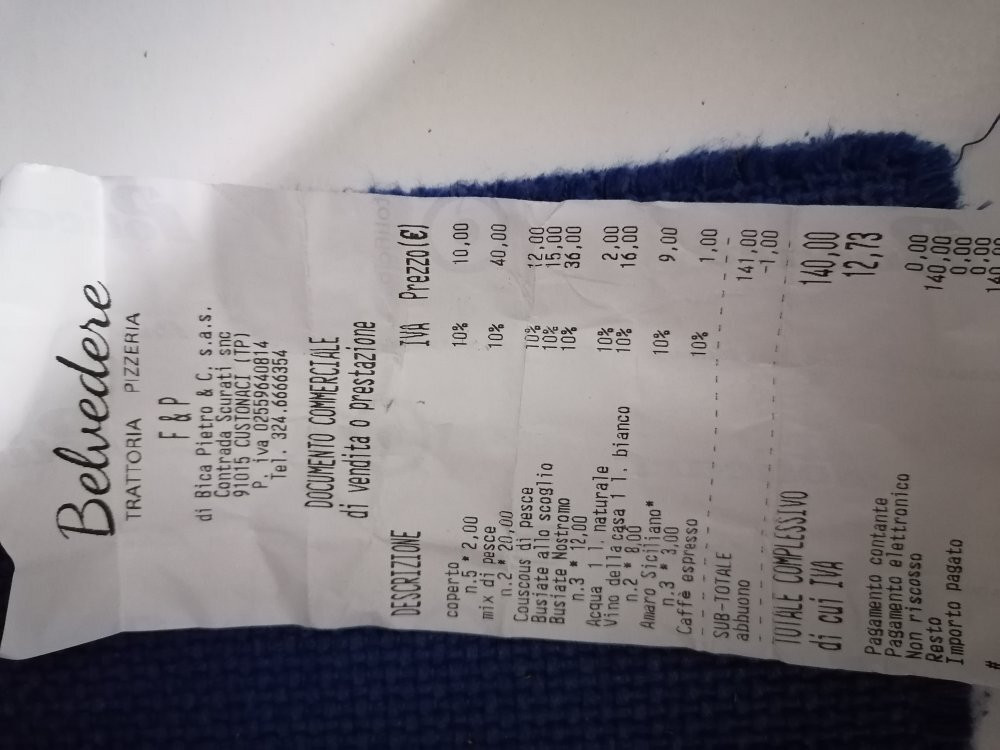 Belvedere
TRATTORIA PIZZERIA
F & P
di Bica Pietro & C. s.a.s.
Contrada Scurati snc
91015 CUSTONACI (TP)
P. iva 02559640814
Tel. 324.6666354
DOCUMENTO COMMERCIALE
di vendita o prestazione
DESCRIZIONE IVA Prezzo(€)
coperto 10% 10,00
n.5 * 2,00
mix di pesce 10% 40,00
n.2 * 20,00
Couscous di pesce 10% 12,00
Busiate allo scoglio 10% 15,00
Busiate Nostromo 10% 36,00
n.3 * 12,00
Acqua 1 l. naturale 10% 2,00
Vino della casa 1 l. bianco 10% 16,00
n.2 * 8,00
Amaro Siciliano* 10% 9,00
n.3 * 3,00
Caffè espresso 10% 1,00
SUB-TOTALE 141,00
abbuono -1,00
TOTALE COMPLESSIVO 140,00
di cui IVA 12,73
Pagamento contante 0,00
Pagamento elettronico 140,00
Non riscosso 0,00
Resto 0,00
Importo pagato 140
#